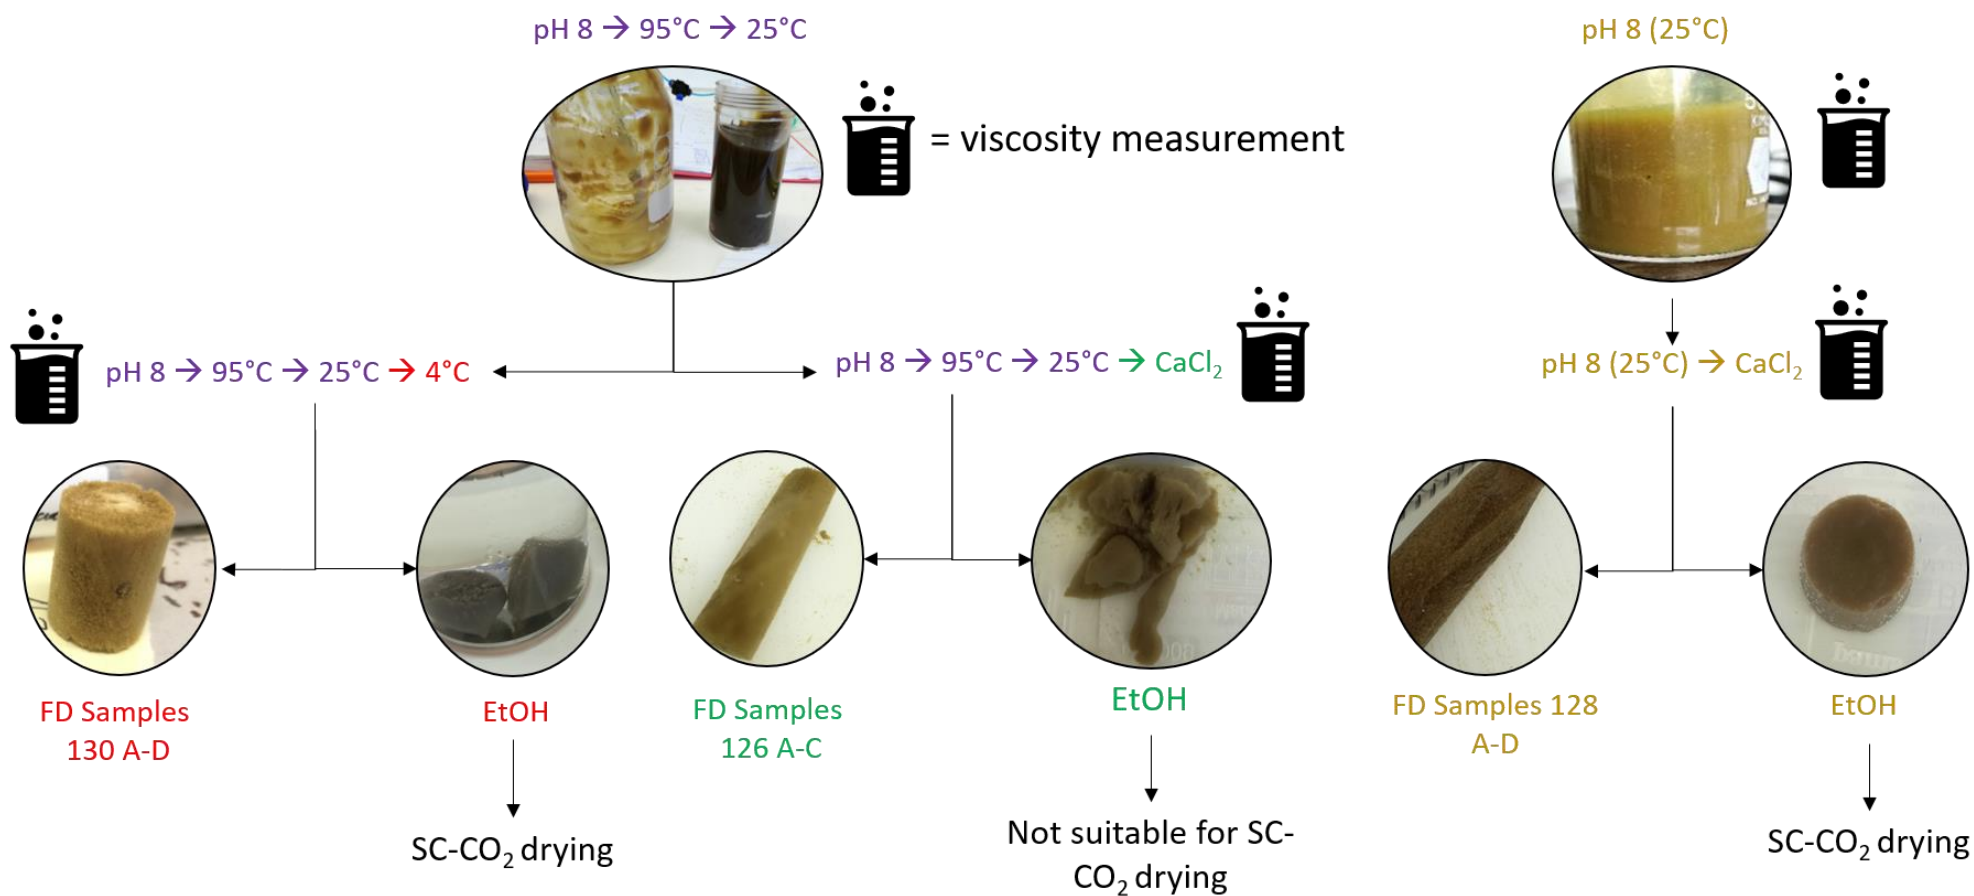 pH 8 → 95°C → 25°C
pH 8 (25°C)
= viscosity measurement
pH 8 → 95°C → 25°C → 4°C
pH 8 → 95°C → 25°C → CaCl₂
pH 8 (25°C) → CaCl₂
FD Samples
130 A-D
EtOH
FD Samples
126 A-C
EtOH
FD Samples 128
A-D
EtOH
SC-CO₂ drying
Not suitable for SC-
CO₂ drying
SC-CO₂ drying